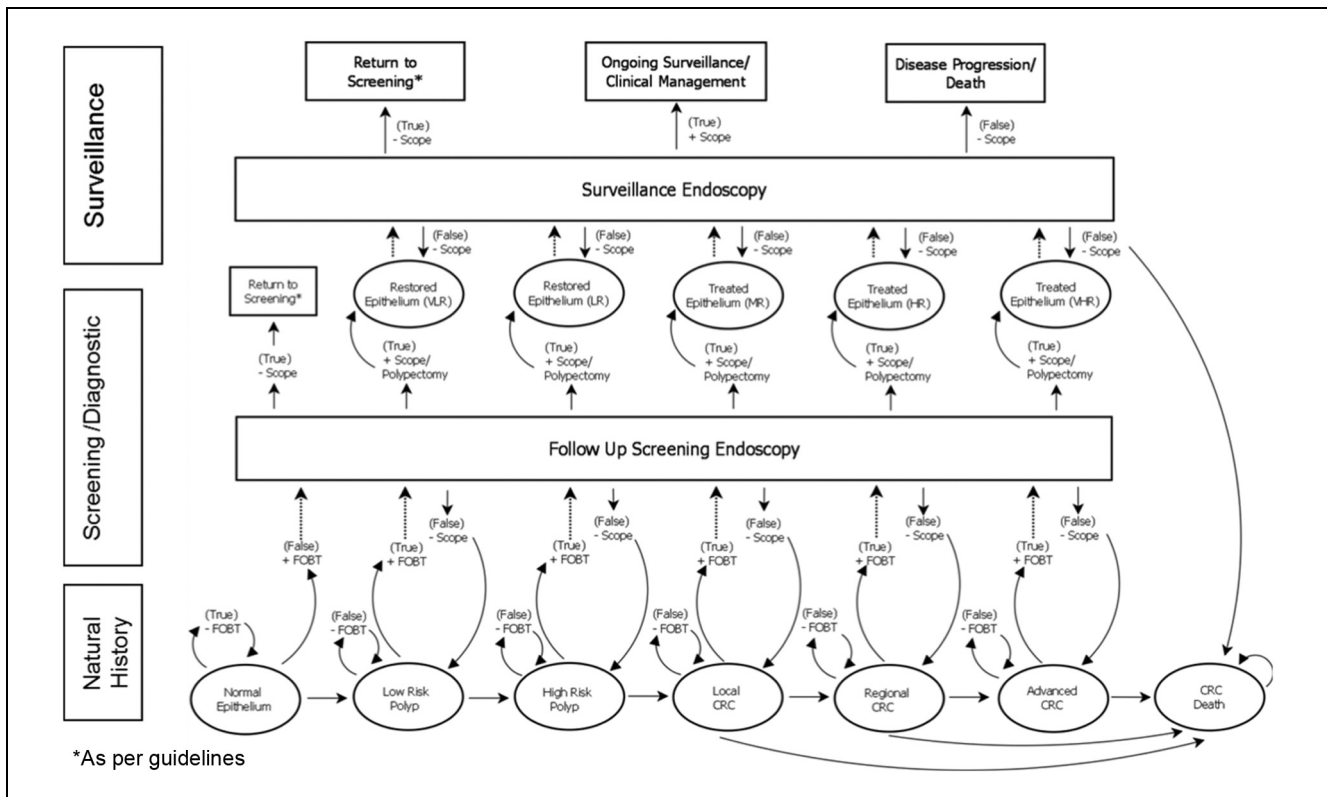 Surveillance
Screening/Diagnostic
Natural
History
Return to
Screening*
Ongoing Surveillance/
Clinical Management
Disease Progression/
Death
(True)
- Scope
(True)
+ Scope
(False)
- Scope
Surveillance Endoscopy
(False)
- Scope
(False)
- Scope
(False)
- Scope
(False)
- Scope
(False)
- Scope
Return to
Screening*
Restored
Epithelium (VLR)
Restored
Epithelium (LR)
Treated
Epithelium (MR)
Treated
Epithelium (HR)
Treated
Epithelium (VHR)
(True)
- Scope
(True)
+ Scope/
Polypectomy
(True)
+ Scope/
Polypectomy
(True)
+ Scope/
Polypectomy
(True)
+ Scope/
Polypectomy
(True)
+ Scope/
Polypectomy
Follow Up Screening Endoscopy
(False)
+ FOBT
(True)
+ FOBT
(False)
- Scope
(True)
+ FOBT
(False)
- Scope
(True)
+ FOBT
(False)
- Scope
(True)
+ FOBT
(False)
- Scope
(True)
+ FOBT
(False)
- Scope
(True)
- FOBT
(False)
- FOBT
(False)
- FOBT
(False)
- FOBT
(False)
- FOBT
(False)
- FOBT
Normal
Epithelium
Low Risk
Polyp
High Risk
Polyp
Local
CRC
Regional
CRC
Advanced
CRC
CRC
Death
*As per guidelines